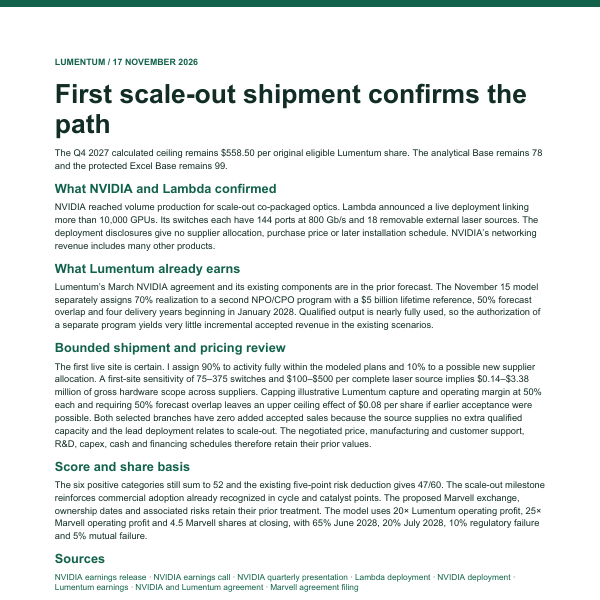 LUMENTUM / 17 NOVEMBER 2026
First scale-out shipment confirms the
path
The Q4 2027 calculated ceiling remains $558.50 per original eligible Lumentum share. The analytical Base remains 78
and the protected Excel Base remains 99.
What NVIDIA and Lambda confirmed
NVIDIA reached volume production for scale-out co-packaged optics. Lambda announced a live deployment linking
more than 10,000 GPUs. Its switches each have 144 ports at 800 Gb/s and 18 removable external laser sources. The
deployment disclosures give no supplier allocation, purchase price or later installation schedule. NVIDIA's networking
revenue includes many other products.
What Lumentum already earns
Lumentum's March NVIDIA agreement and its existing components are in the prior forecast. The November 15 model
separately assigns 70% realization to a second NPO/CPO program with a $5 billion lifetime reference, 50% forecast
overlap and four delivery years beginning in January 2028. Qualified output is nearly fully used, so the authorization of
a separate program yields very little incremental accepted revenue in the existing scenarios.
Bounded shipment and pricing review
The first live site is certain. I assign 90% to activity fully within the modeled plans and 10% to a possible new supplier
allocation. A first-site sensitivity of 75–375 switches and $100–$500 per complete laser source implies $0.14–$3.38
million of gross hardware scope across suppliers. Capping illustrative Lumentum capture and operating margin at 50%
each and requiring 50% forecast overlap leaves an upper ceiling effect of $0.08 per share if earlier acceptance were
possible. Both selected branches have zero added accepted sales because the source supplies no extra qualified
capacity and the lead deployment relates to scale-out. The negotiated price, manufacturing and customer support,
R&D, capex, cash and financing schedules therefore retain their prior values.
Score and share basis
The six positive categories still sum to 52 and the existing five-point risk deduction gives 47/60. The scale-out milestone
reinforces commercial adoption already recognized in cycle and catalyst points. The proposed Marvell exchange,
ownership dates and associated risks retain their prior treatment. The model uses 20× Lumentum operating profit, 25×
Marvell operating profit and 4.5 Marvell shares at closing, with 65% June 2028, 20% July 2028, 10% regulatory failure
and 5% mutual failure.
Sources
NVIDIA earnings release · NVIDIA earnings call · NVIDIA quarterly presentation · Lambda deployment · NVIDIA deployment ·
Lumentum earnings · NVIDIA and Lumentum agreement · Marvell agreement filing